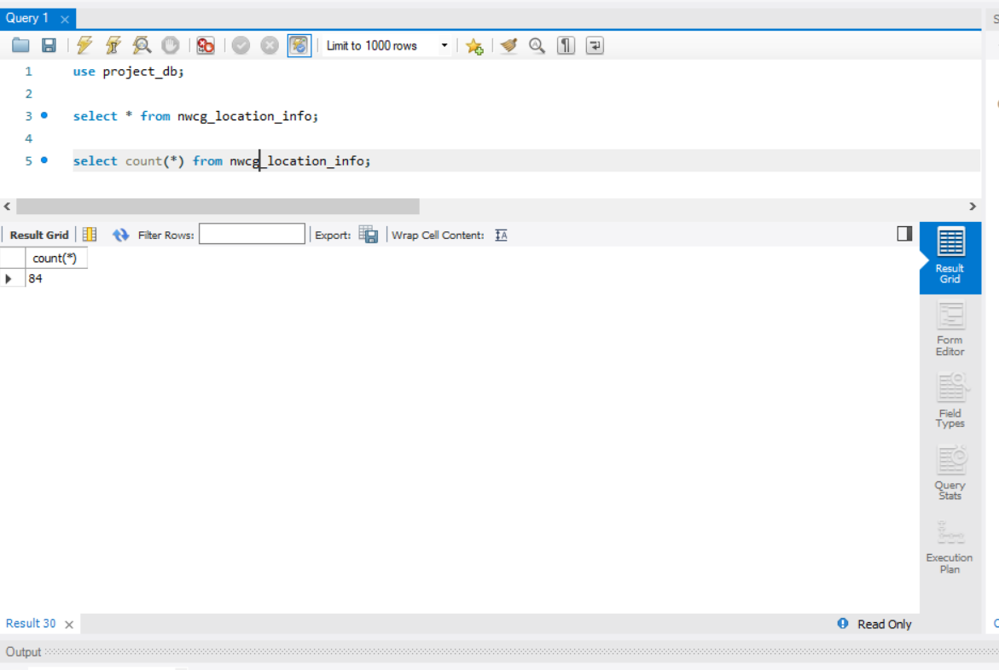 Query 1
Limit to 1000 rows
1 use project_db;
2
3 select * from nwcg_location_info;
4
5 select count(*) from nwcg_location_info;
Result Grid Filter Rows: Export: Wrap Cell Content:
count(*)
84
Result
Grid
Form
Editor
Field
Types
Query
Stats
Execution
Plan
Result 30 Read Only
Output